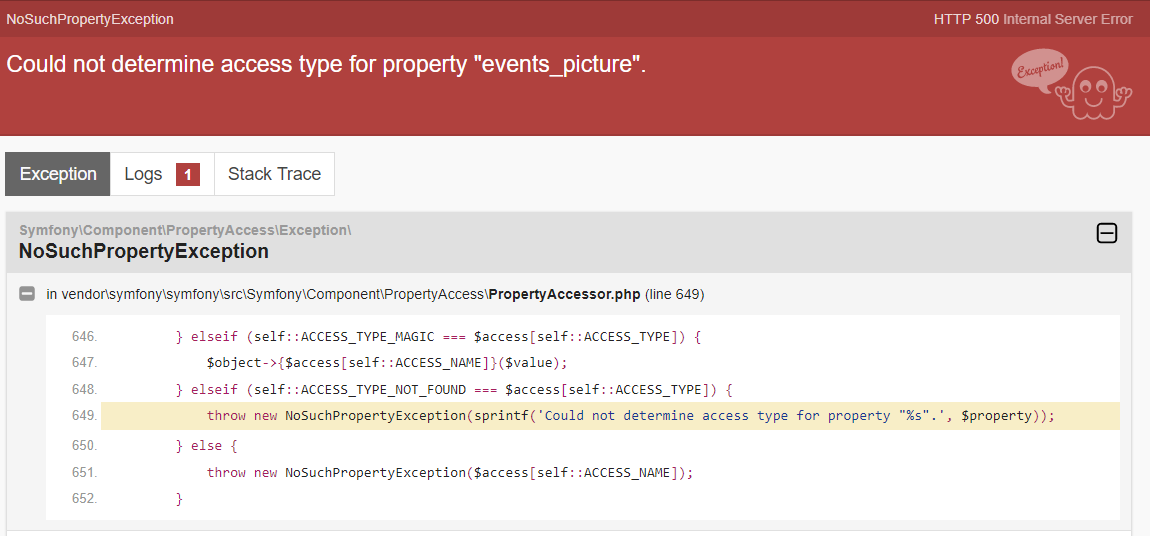 NoSuchPropertyException
HTTP 500 Internal Server Error
Could not determine access type for property "events_picture".
Exception!
Exception
Logs 1
Stack Trace
Symfony\Component\PropertyAccess\Exception\
NoSuchPropertyException
in vendor\symfony\symfony\src\Symfony\Component\PropertyAccess\PropertyAccessor.php (line 649)
646. } elseif (self::ACCESS_TYPE_MAGIC === $access[self::ACCESS_TYPE]) {
647. $object->{$access[self::ACCESS_NAME]}($value);
648. } elseif (self::ACCESS_TYPE_NOT_FOUND === $access[self::ACCESS_TYPE]) {
649. throw new NoSuchPropertyException(sprintf('Could not determine access type for property "%s".', $property));
650. } else {
651. throw new NoSuchPropertyException($access[self::ACCESS_NAME]);
652. }